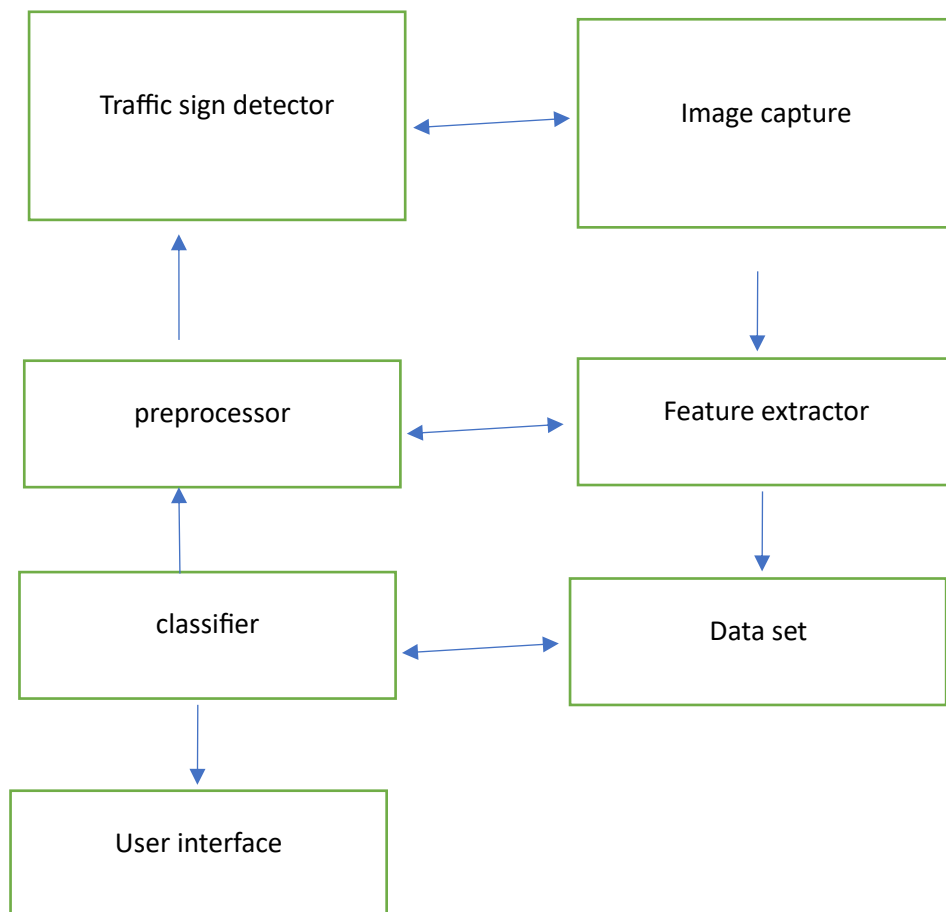 Traffic sign detector
Image capture
preprocessor
Feature extractor
classifier
Data set
User interface